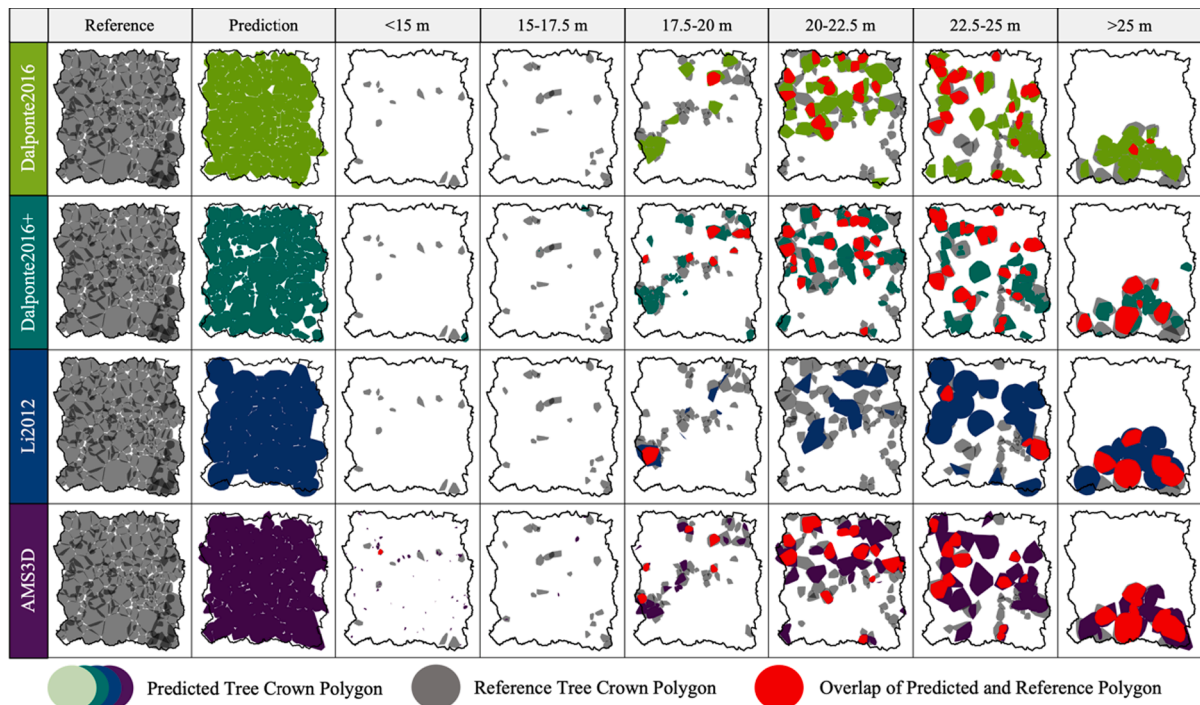 Reference Prediction <15 m 15-17.5 m 17.5-20 m 20-22.5 m 22.5-25 m >25 m
Dalponte2016
Dalponte2016+
Li2012
AMS3D
Predicted Tree Crown Polygon Reference Tree Crown Polygon Overlap of Predicted and Reference Polygon